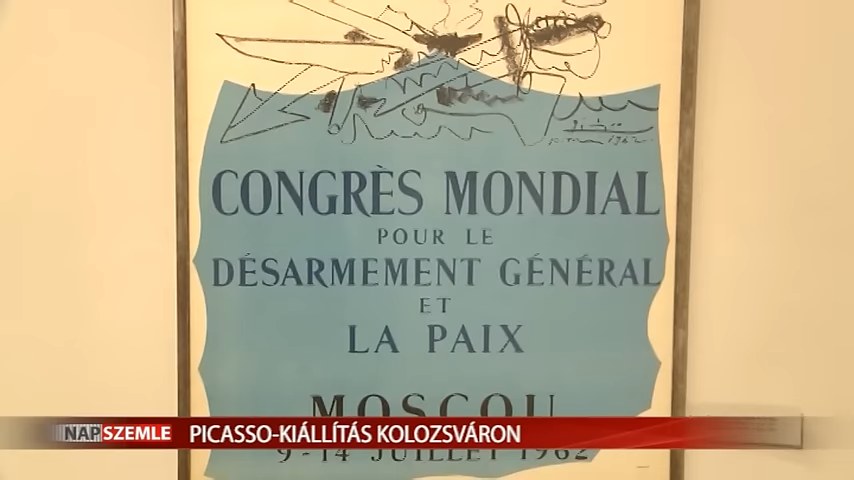 CONGRÈS MONDIAL
POUR LE
DÉSARMEMENT GÉNÉRAL
ET
LA PAIX
MOSCOU
9-14 JUILLET 1962
NAPSZEMLE PICASSO-KIÁLLÍTÁS KOLOZSVÁRON